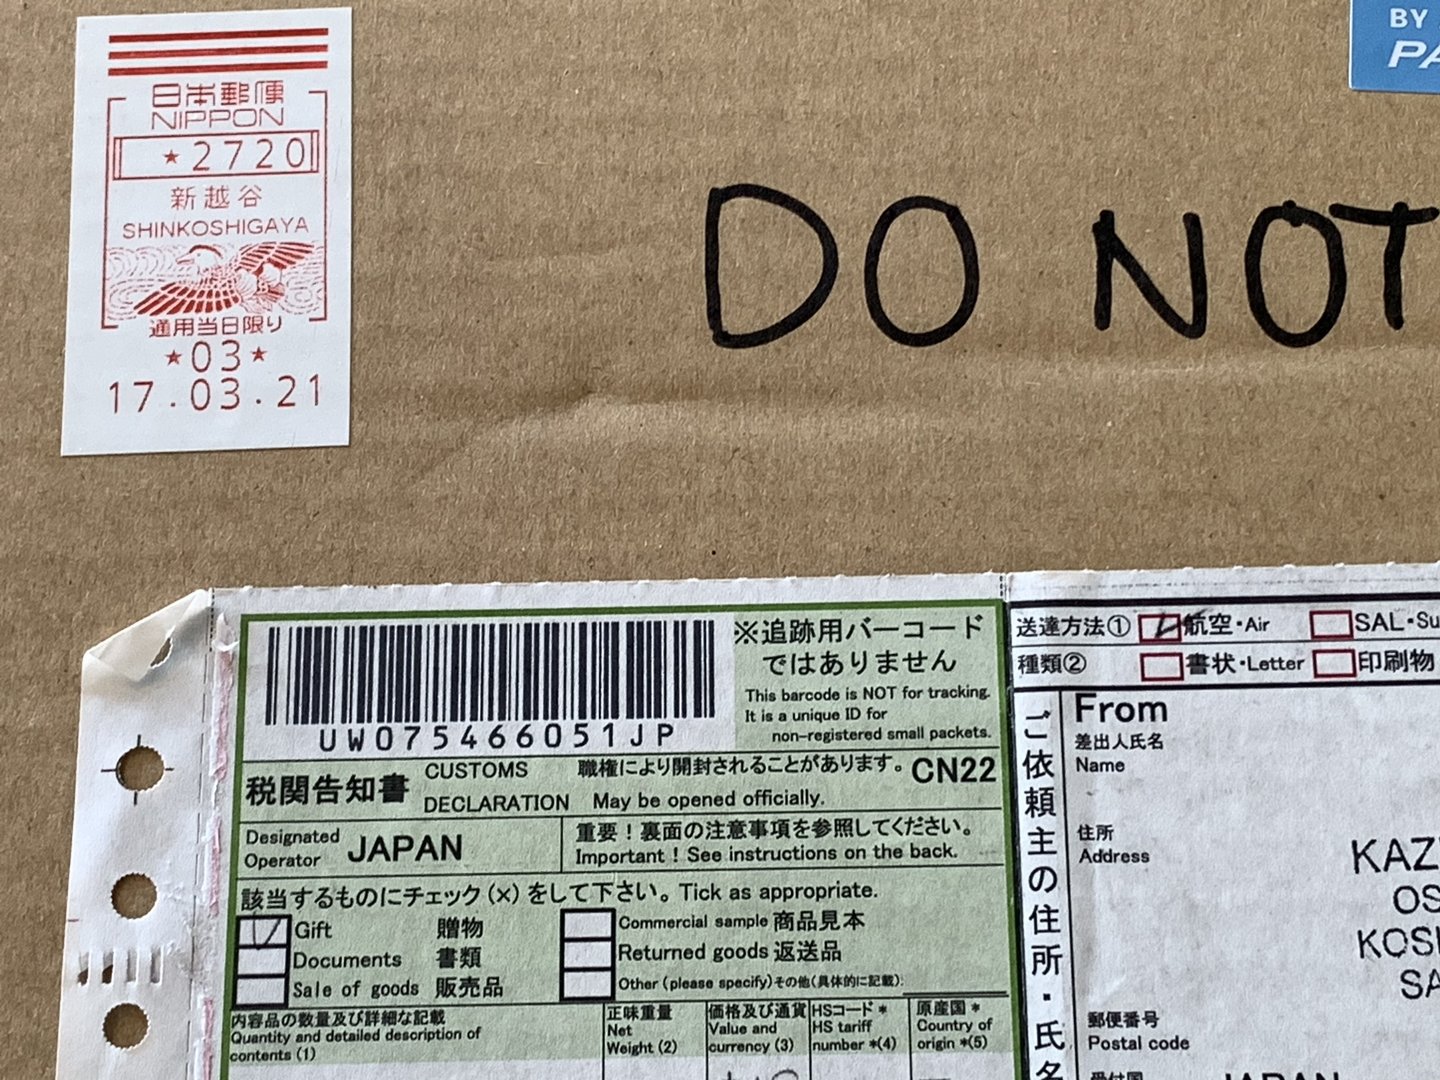 日本郵便
NIPPON
★2720
新越谷
SHINKOSHIGAYA
通用当日限り
★03★
17.03.21
BY
DO NOT
※追跡用バーコード
ではありません
This barcode is NOT for tracking.
It is a unique ID for
non-registered small packets.
UW075466051JP
税関告知書
CUSTOMS
DECLARATION
職権により開封されることがあります。
May be opened officially.
CN22
Designated
Operator
JAPAN
重要！裏面の注意事項を参照してください。
Important ! See instructions on the back.
該当するものにチェック（×）をして下さい。Tick as appropriate.
Gift 贈物
Commercial sample 商品見本
Documents 書類
Returned goods 返送品
Sale of goods 販売品
Other (please specify)その他(具体的に記載):
内容品の数量及び詳細な記載
Quantity and detailed description of
contents (1)
正味重量
Net
Weight (2)
価格及び通貨
Value and
currency (3)
HSコード＊
HS tariff
number ＊(4)
原産国＊
Country of
origin ＊(5)
送達方法① 航空・Air SAL・Su
種類② 書状・Letter 印刷物
ご依頼主の住所・氏名
From
差出人氏名
Name
住所
Address
KAZ
OS
KOSH
SA
郵便番号
Postal code
JAPAN